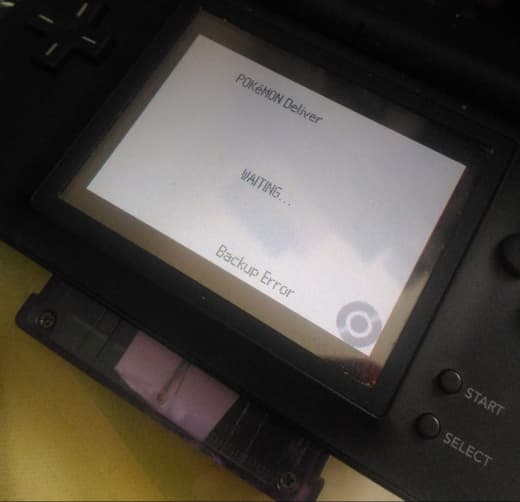 POKéMON Deliver
WAITING...
Backup Error
START
SELECT